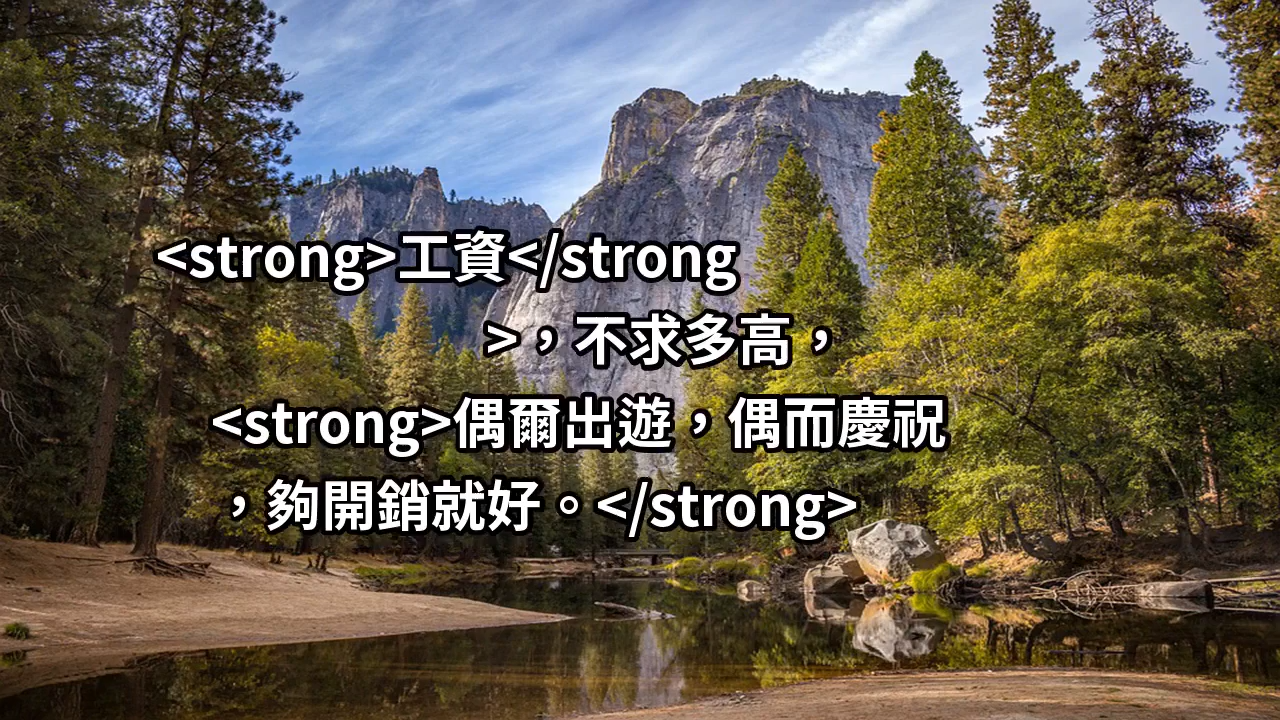 <strong>工資</strong
>，不求多高，
<strong>偶爾出遊，偶而慶祝
，夠開銷就好。</strong>